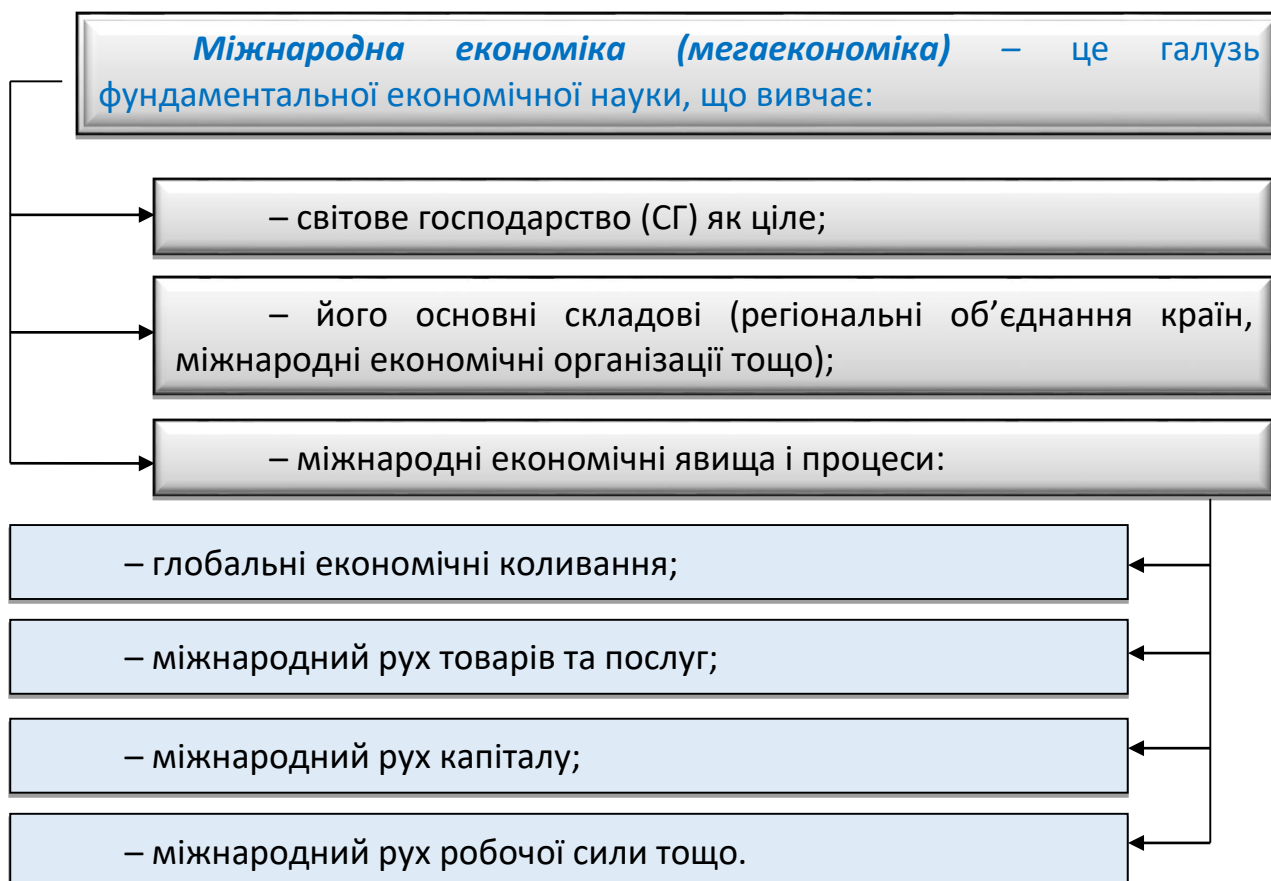 Міжнародна економіка (мегаекономіка) – це галузь
фундаментальної економічної науки, що вивчає:
– світове господарство (СГ) як ціле;
– його основні складові (регіональні об’єднання країн,
міжнародні економічні організації тощо);
– міжнародні економічні явища і процеси:
– глобальні економічні коливання;
– міжнародний рух товарів та послуг;
– міжнародний рух капіталу;
– міжнародний рух робочої сили тощо.